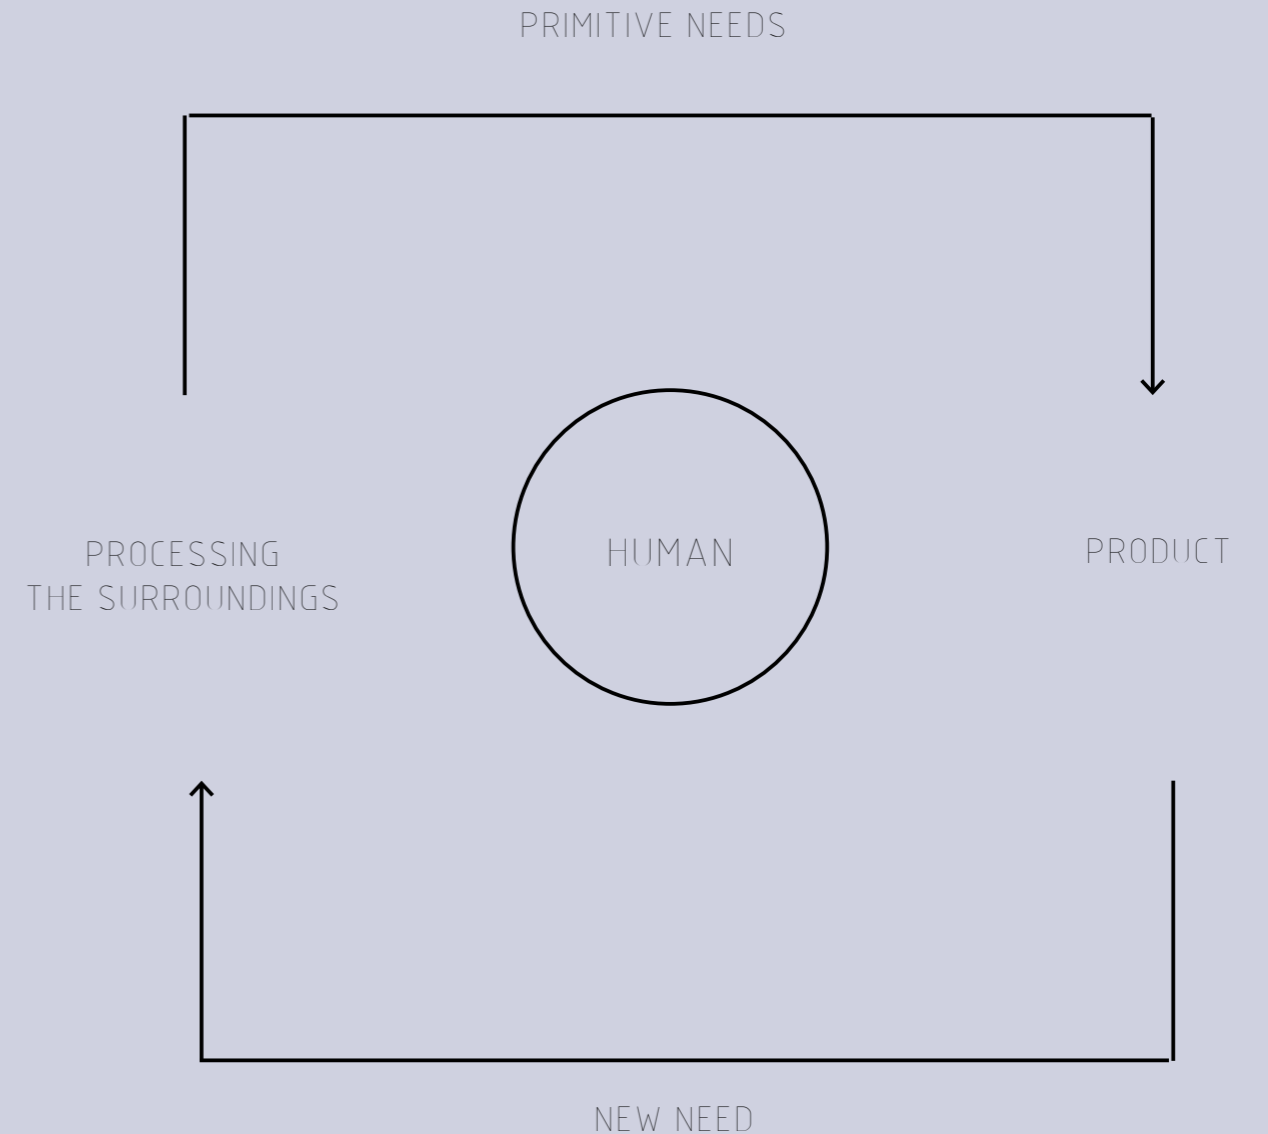 PRIMITIVE NEEDS
PROCESSING
THE SURROUNDINGS
HUMAN
PRODUCT
NEW NEED